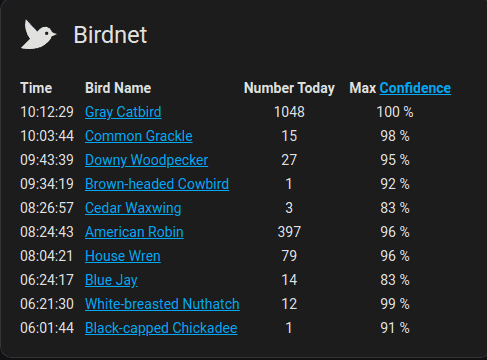 Birdnet
Time Bird Name Number Today Max Confidence
10:12:29 Gray Catbird 1048 100 %
10:03:44 Common Grackle 15 98 %
09:43:39 Downy Woodpecker 27 95 %
09:34:19 Brown-headed Cowbird 1 92 %
08:26:57 Cedar Waxwing 3 83 %
08:24:43 American Robin 397 96 %
08:04:21 House Wren 79 96 %
06:24:17 Blue Jay 14 83 %
06:21:30 White-breasted Nuthatch 12 99 %
06:01:44 Black-capped Chickadee 1 91 %